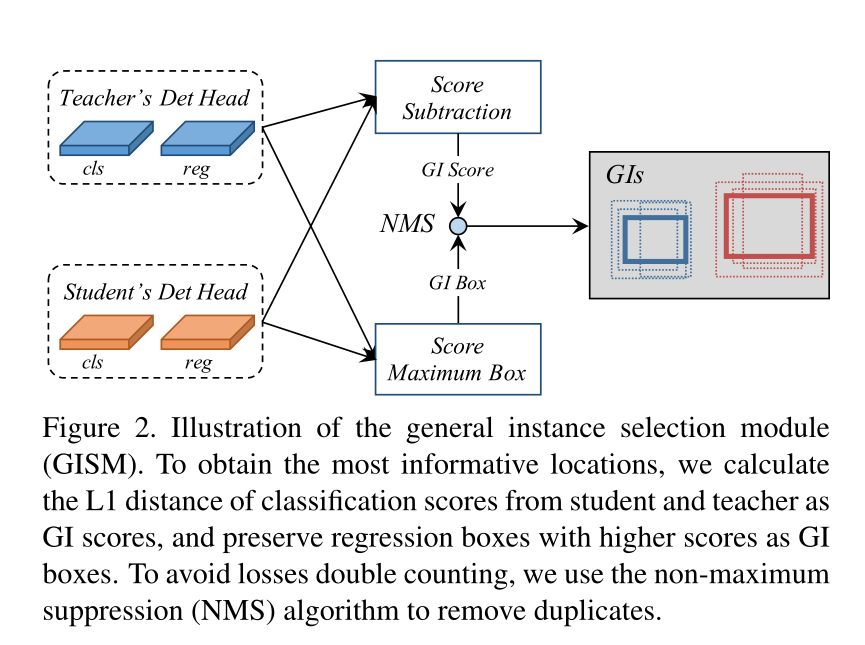 Teacher's Det Head
cls
reg
Student's Det Head
cls
reg
Score
Subtraction
GI Score
NMS
GI Box
Score
Maximum Box
GIs
Figure 2. Illustration of the general instance selection module
(GISM). To obtain the most informative locations, we calculate
the L1 distance of classification scores from student and teacher as
GI scores, and preserve regression boxes with higher scores as GI
boxes. To avoid losses double counting, we use the non-maximum
suppression (NMS) algorithm to remove duplicates.